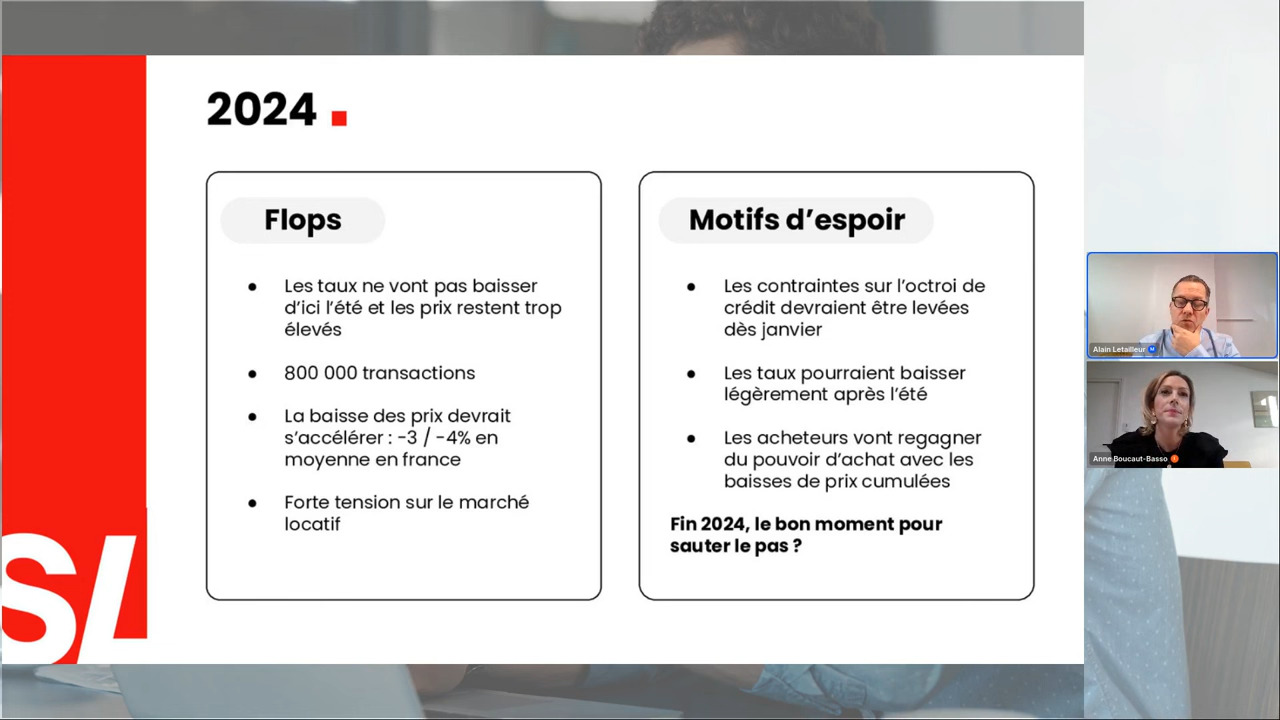 2024
Flops
● Les taux ne vont pas baisser
d’ici l’été et les prix restent trop
élevés
● 800 000 transactions
● La baisse des prix devrait
s’accélérer : -3 / -4% en
moyenne en france
● Forte tension sur le marché
locatif
Motifs d’espoir
● Les contraintes sur l’octroi de
crédit devraient être levées
dès janvier
● Les taux pourraient baisser
légèrement après l’été
● Les acheteurs vont regagner
du pouvoir d’achat avec les
baisses de prix cumulées
Fin 2024, le bon moment pour
sauter le pas ?
SL
Alain Letailleur
Anne Boucaut-Basso